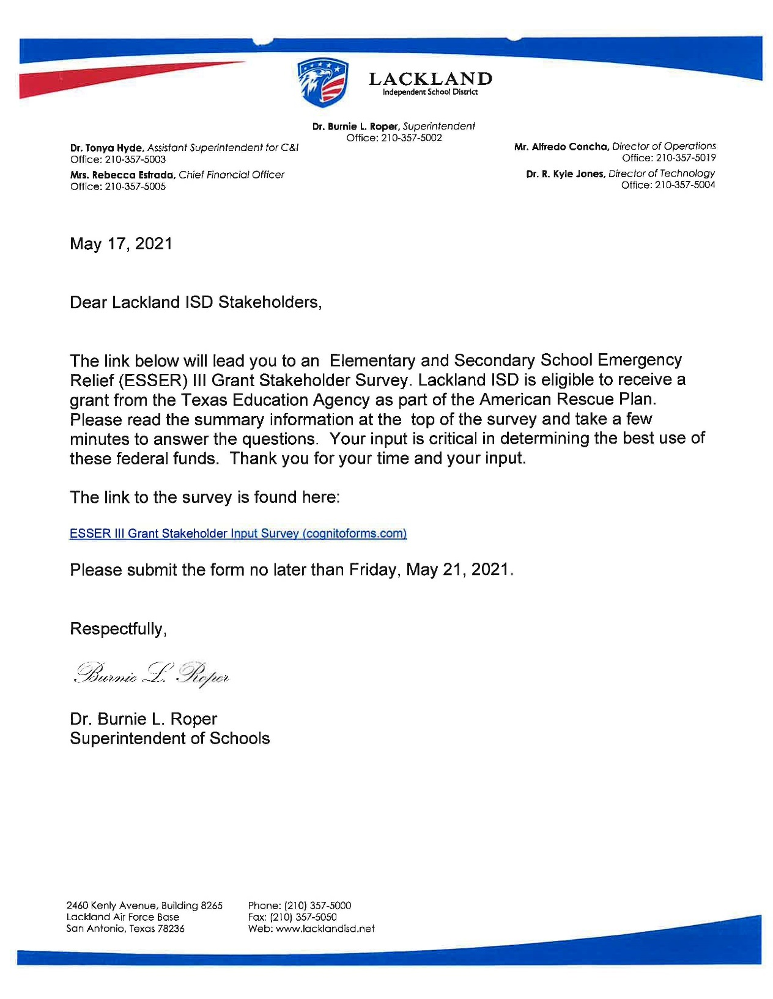 LACKLAND
Independent School District
Dr. Burnie L. Roper, Superintendent
Office: 210-357-5002
Dr. Tonya Hyde, Assistant Superintendent for C&I
Office: 210-357-5003
Mrs. Rebecca Estrada, Chief Financial Officer
Office: 210-357-5005
Mr. Alfredo Concha, Director of Operations
Office: 210-357-5019
Dr. R. Kyle Jones, Director of Technology
Office: 210-357-5004
May 17, 2021
Dear Lackland ISD Stakeholders,
The link below will lead you to an  Elementary and Secondary School Emergency
Relief (ESSER) III Grant Stakeholder Survey. Lackland ISD is eligible to receive a
grant from the Texas Education Agency as part of the American Rescue Plan.
Please read the summary information at the  top of the survey and take a few
minutes to answer the questions.  Your input is critical in determining the best use of
these federal funds.  Thank you for your time and your input.
The link to the survey is found here:
ESSER III Grant Stakeholder Input Survey (cognitoforms.com)
Please submit the form no later than Friday, May 21, 2021.
Respectfully,
Burnie L. Roper
Dr. Burnie L. Roper
Superintendent of Schools
2460 Kenly Avenue, Building 8265
Lackland Air Force Base
San Antonio, Texas 78236
Phone: (210) 357-5000
Fax: (210) 357-5050
Web: www.lacklandisd.net